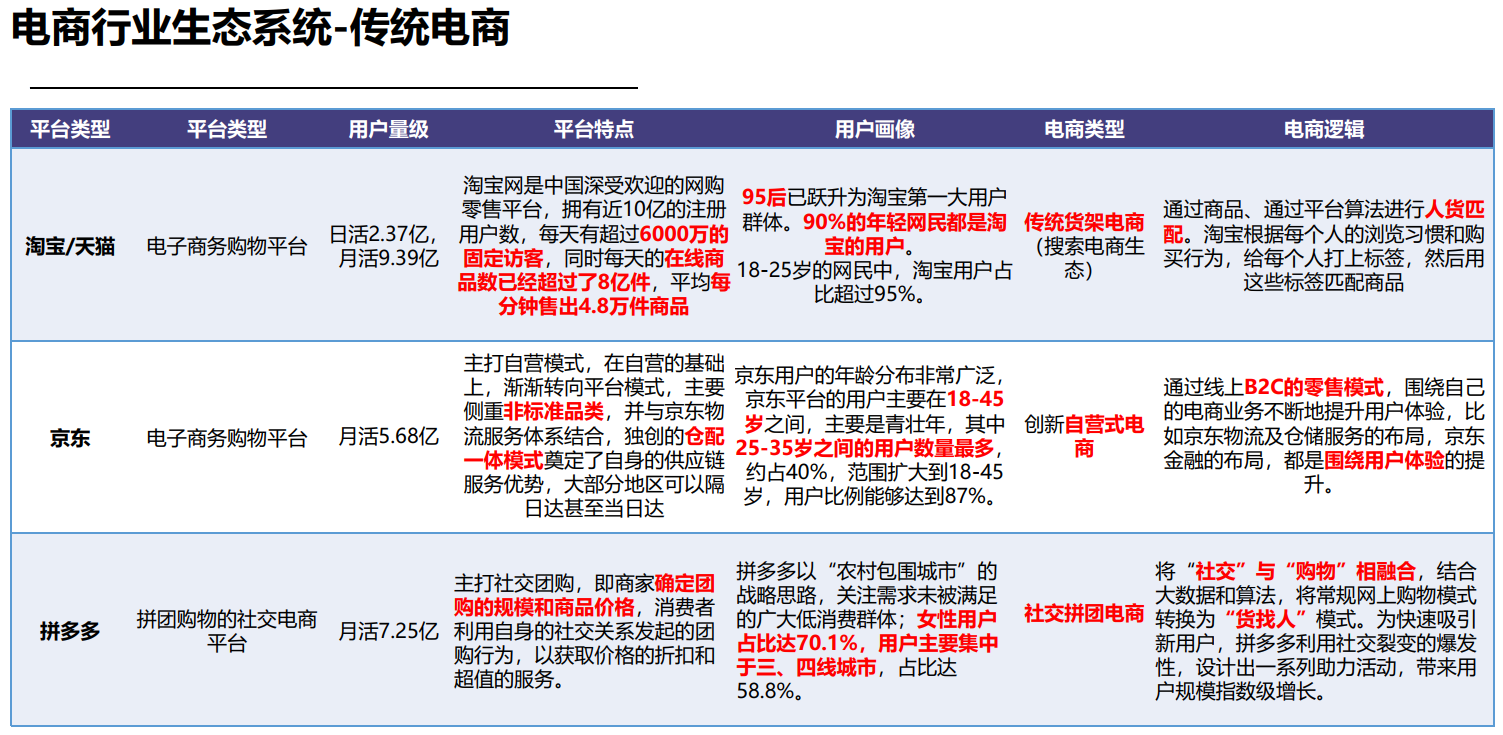 电商行业生态系统-传统电商
平台类型
平台类型
用户量级
平台特点
用户画像
电商类型
电商逻辑
淘宝/天猫
电子商务购物平台
日活2.37亿，
月活9.39亿
淘宝网是中国深受欢迎的网购
零售平台，拥有近10亿的注册
用户数，每天有超过6000万的
固定访客，同时每天的在线商
品数已经超过了8亿件，平均每
分钟售出4.8万件商品
95后已跃升为淘宝第一大用户
群体。90%的年轻网民都是淘
宝的用户。
18-25岁的网民中，淘宝用户占
比超过95%。
传统货架电商
（搜索电商生
态）
通过商品、通过平台算法进行人货匹
配。淘宝根据每个人的浏览习惯和购
买行为，给每个人打上标签，然后用
这些标签匹配商品
京东
电子商务购物平台
月活5.68亿
主打自营模式，在自营的基础
上，渐渐转向平台模式，主要
侧重非标准品类，并与京东物
流服务体系结合，独创的仓配
一体模式奠定了自身的供应链
服务优势，大部分地区可以隔
日达甚至当日达
京东用户的年龄分布非常广泛，
京东平台的用户主要在18-45
岁之间，主要是青壮年，其中
25-35岁之间的用户数量最多，
约占40%，范围扩大到18-45
岁，用户比例能够达到87%。
创新自营式电
商
通过线上B2C的零售模式，围绕自己
的电商业务不断地提升用户体验，比
如京东物流及仓储服务的布局，京东
金融的布局，都是围绕用户体验的提
升。
拼多多
拼团购物的社交电商
平台
月活7.25亿
主打社交团购，即商家确定团
购的规模和商品价格，消费者
利用自身的社交关系发起的团
购行为，以获取价格的折扣和
超值的服务。
拼多多以“农村包围城市”的
战略思路，关注需求未被满足
的广大低消费群体；女性用户
占比达70.1%，用户主要集中
于三、四线城市，占比达
58.8%。
社交拼团电商
将“社交”与“购物”相融合，结合
大数据和算法，将常规网上购物模式
转换为“货找人”模式。为快速吸引
新用户，拼多多利用社交裂变的爆发
性，设计出一系列助力活动，带来用
户规模指数级增长。